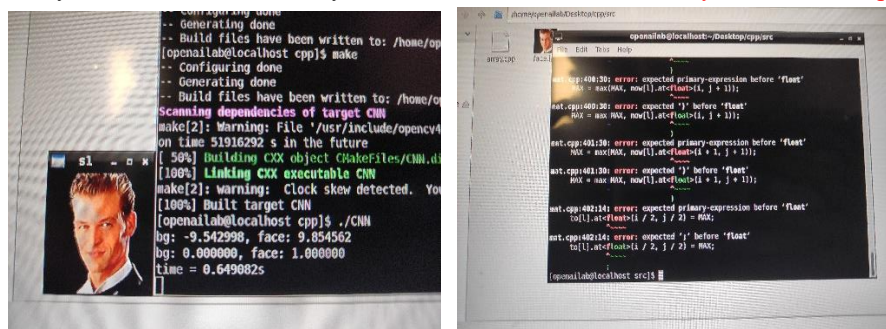 -- Configuring done
-- Generating done
-- Build files have been written to: /home/op
[openailab@localhost cpp]$ make
-- Configuring done
-- Generating done
-- Build files have been written to: /home/o
Scanning dependencies of target CNN
make[2]: Warning: File '/usr/include/opencv4
on time 51916292 s in the future
[ 50%] Building CXX object CMakeFiles/CNN.di
[100%] Linking CXX executable CNN
make[2]: warning:  Clock skew detected.  You
[100%] Built target CNN
[openailab@localhost cpp]$ ./CNN
bg: -9.542998, face: 9.854562
bg: 0.000000, face: 1.000000
time = 0.649082s
s1
/home/openailab/Desktop/cpp/src
openailab@localhost:~/Desktop/cpp/src
File Edit Tabs Help
mat.cpp:400:30: error: expected primary-expression before 'float'
MAX = max(MAX, now[l].at<float>(i, j + 1));
mat.cpp:400:30: error: expected ')' before 'float'
MAX = max(MAX, now[l].at<float>(i, j + 1));
)
mat.cpp:401:30: error: expected primary-expression before 'float'
MAX = max(MAX, now[l].at<float>(i + 1, j + 1));
mat.cpp:401:30: error: expected ')' before 'float'
MAX = max(MAX, now[l].at<float>(i + 1, j + 1));
)
mat.cpp:402:14: error: expected primary-expression before 'float'
to[l].at<float>(i / 2, j / 2) = MAX;
mat.cpp:402:14: error: expected ';' before 'float'
to[l].at<float>(i / 2, j / 2) = MAX;
;
[openailab@localhost src]$